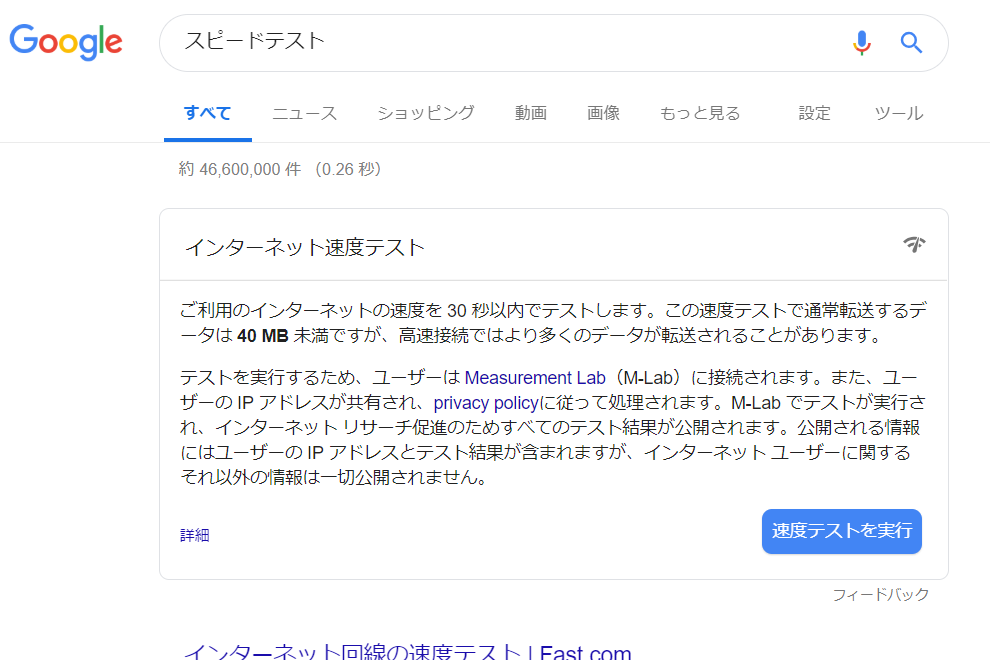 Google
スピードテスト
すべて ニュース ショッピング 動画 画像 もっと見る 設定 ツール
約 46,600,000 件 （0.26 秒）
インターネット速度テスト
ご利用のインターネットの速度を 30 秒以内でテストします。この速度テストで通常転送するデ
ータは 40 MB 未満ですが、高速接続ではより多くのデータが転送されることがあります。
テストを実行するため、ユーザーは Measurement Lab（M-Lab）に接続されます。また、ユー
ザーの IP アドレスが共有され、privacy policyに従って処理されます。M-Lab でテストが実行さ
れ、インターネット リサーチ促進のためすべてのテスト結果が公開されます。公開される情報
にはユーザーの IP アドレスとテスト結果が含まれますが、インターネット ユーザーに関する
それ以外の情報は一切公開されません。
詳細
速度テストを実行
フィードバック
インターネット回線の速度テスト | Fast.com